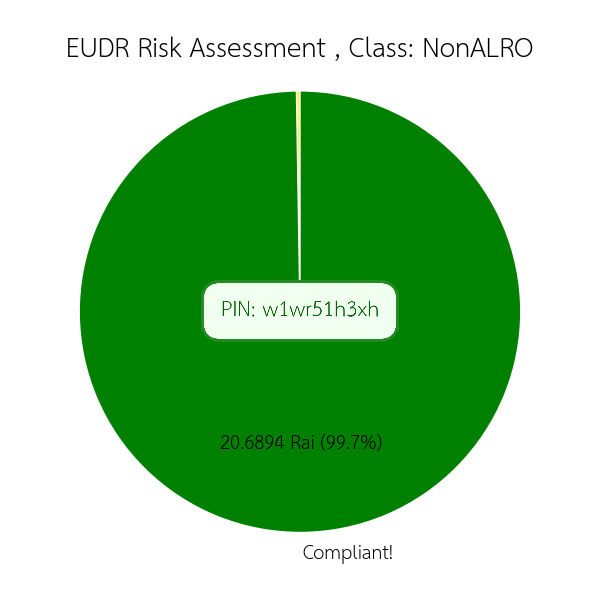 EUDR Risk Assessment , Class: NonALRO
PIN: w1wr51h3xh
20.6894 Rai (99.7%)
Compliant!